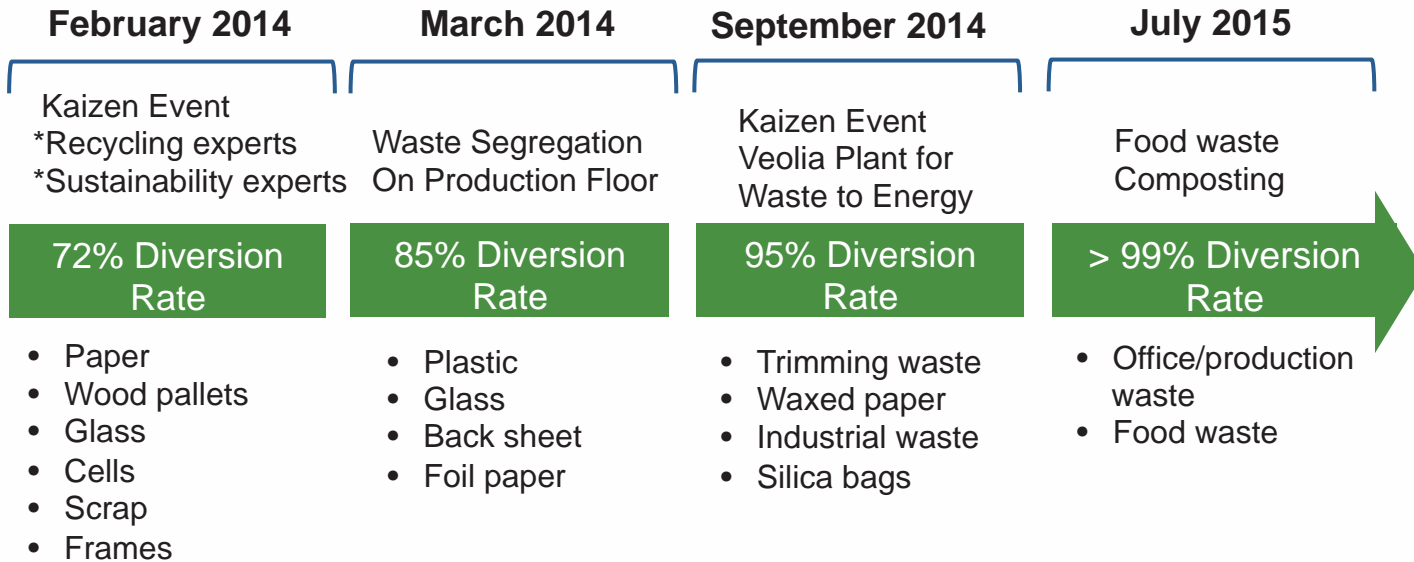 February 2014
Kaizen Event
*Recycling experts
*Sustainability experts
72% Diversion
Rate
• Paper
• Wood pallets
• Glass
• Cells
• Scrap
• Frames
March 2014
Waste Segregation
On Production Floor
85% Diversion
Rate
• Plastic
• Glass
• Back sheet
• Foil paper
September 2014
Kaizen Event
Veolia Plant for
Waste to Energy
95% Diversion
Rate
• Trimming waste
• Waxed paper
• Industrial waste
• Silica bags
July 2015
Food waste
Composting
> 99% Diversion
Rate
• Office/production
waste
• Food waste